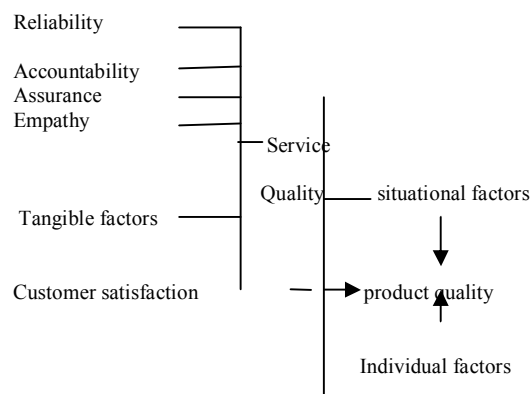 Reliability
Accountability
Assurance
Empathy
Service
Quality
situational factors
Tangible factors
Customer satisfaction
product quality
Individual factors